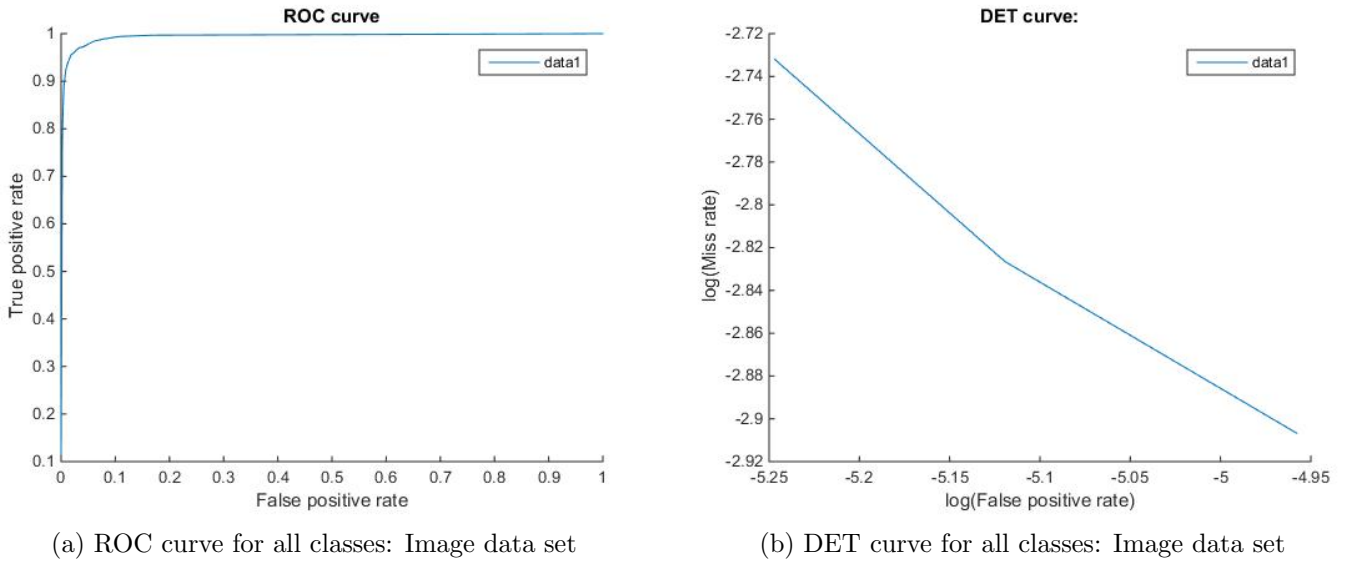 ROC curve
1
0.9
0.8
0.7
0.6
0.5
0.4
0.3
0.2
0.1
True positive rate
data1
0 0.1 0.2 0.3 0.4 0.5 0.6 0.7 0.8 0.9 1
False positive rate
(a) ROC curve for all classes: Image data set
DET curve:
-2.72
-2.74
-2.76
-2.78
-2.8
-2.82
-2.84
-2.86
-2.88
-2.9
-2.92
log(Miss rate)
data1
-5.25 -5.2 -5.15 -5.1 -5.05 -5 -4.95
log(False positive rate)
(b) DET curve for all classes: Image data set